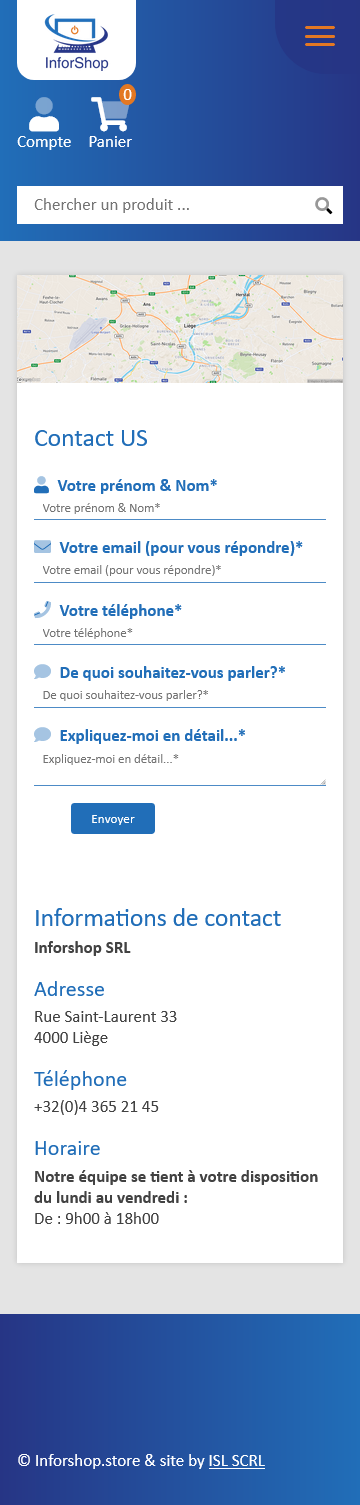 InforShop
0
Compte Panier
Chercher un produit ...
Liège
Contact US
Votre prénom & Nom*
Votre prénom & Nom*
Votre email (pour vous répondre)*
Votre email (pour vous répondre)*
Votre téléphone*
Votre téléphone*
De quoi souhaitez-vous parler?*
De quoi souhaitez-vous parler?*
Expliquez-moi en détail...*
Expliquez-moi en détail...*
Envoyer
Informations de contact
Inforshop SRL
Adresse
Rue Saint-Laurent 33
4000 Liège
Téléphone
+32(0)4 365 21 45
Horaire
Notre équipe se tient à votre disposition
du lundi au vendredi :
De : 9h00 à 18h00
© Inforshop.store & site by ISL SCRL